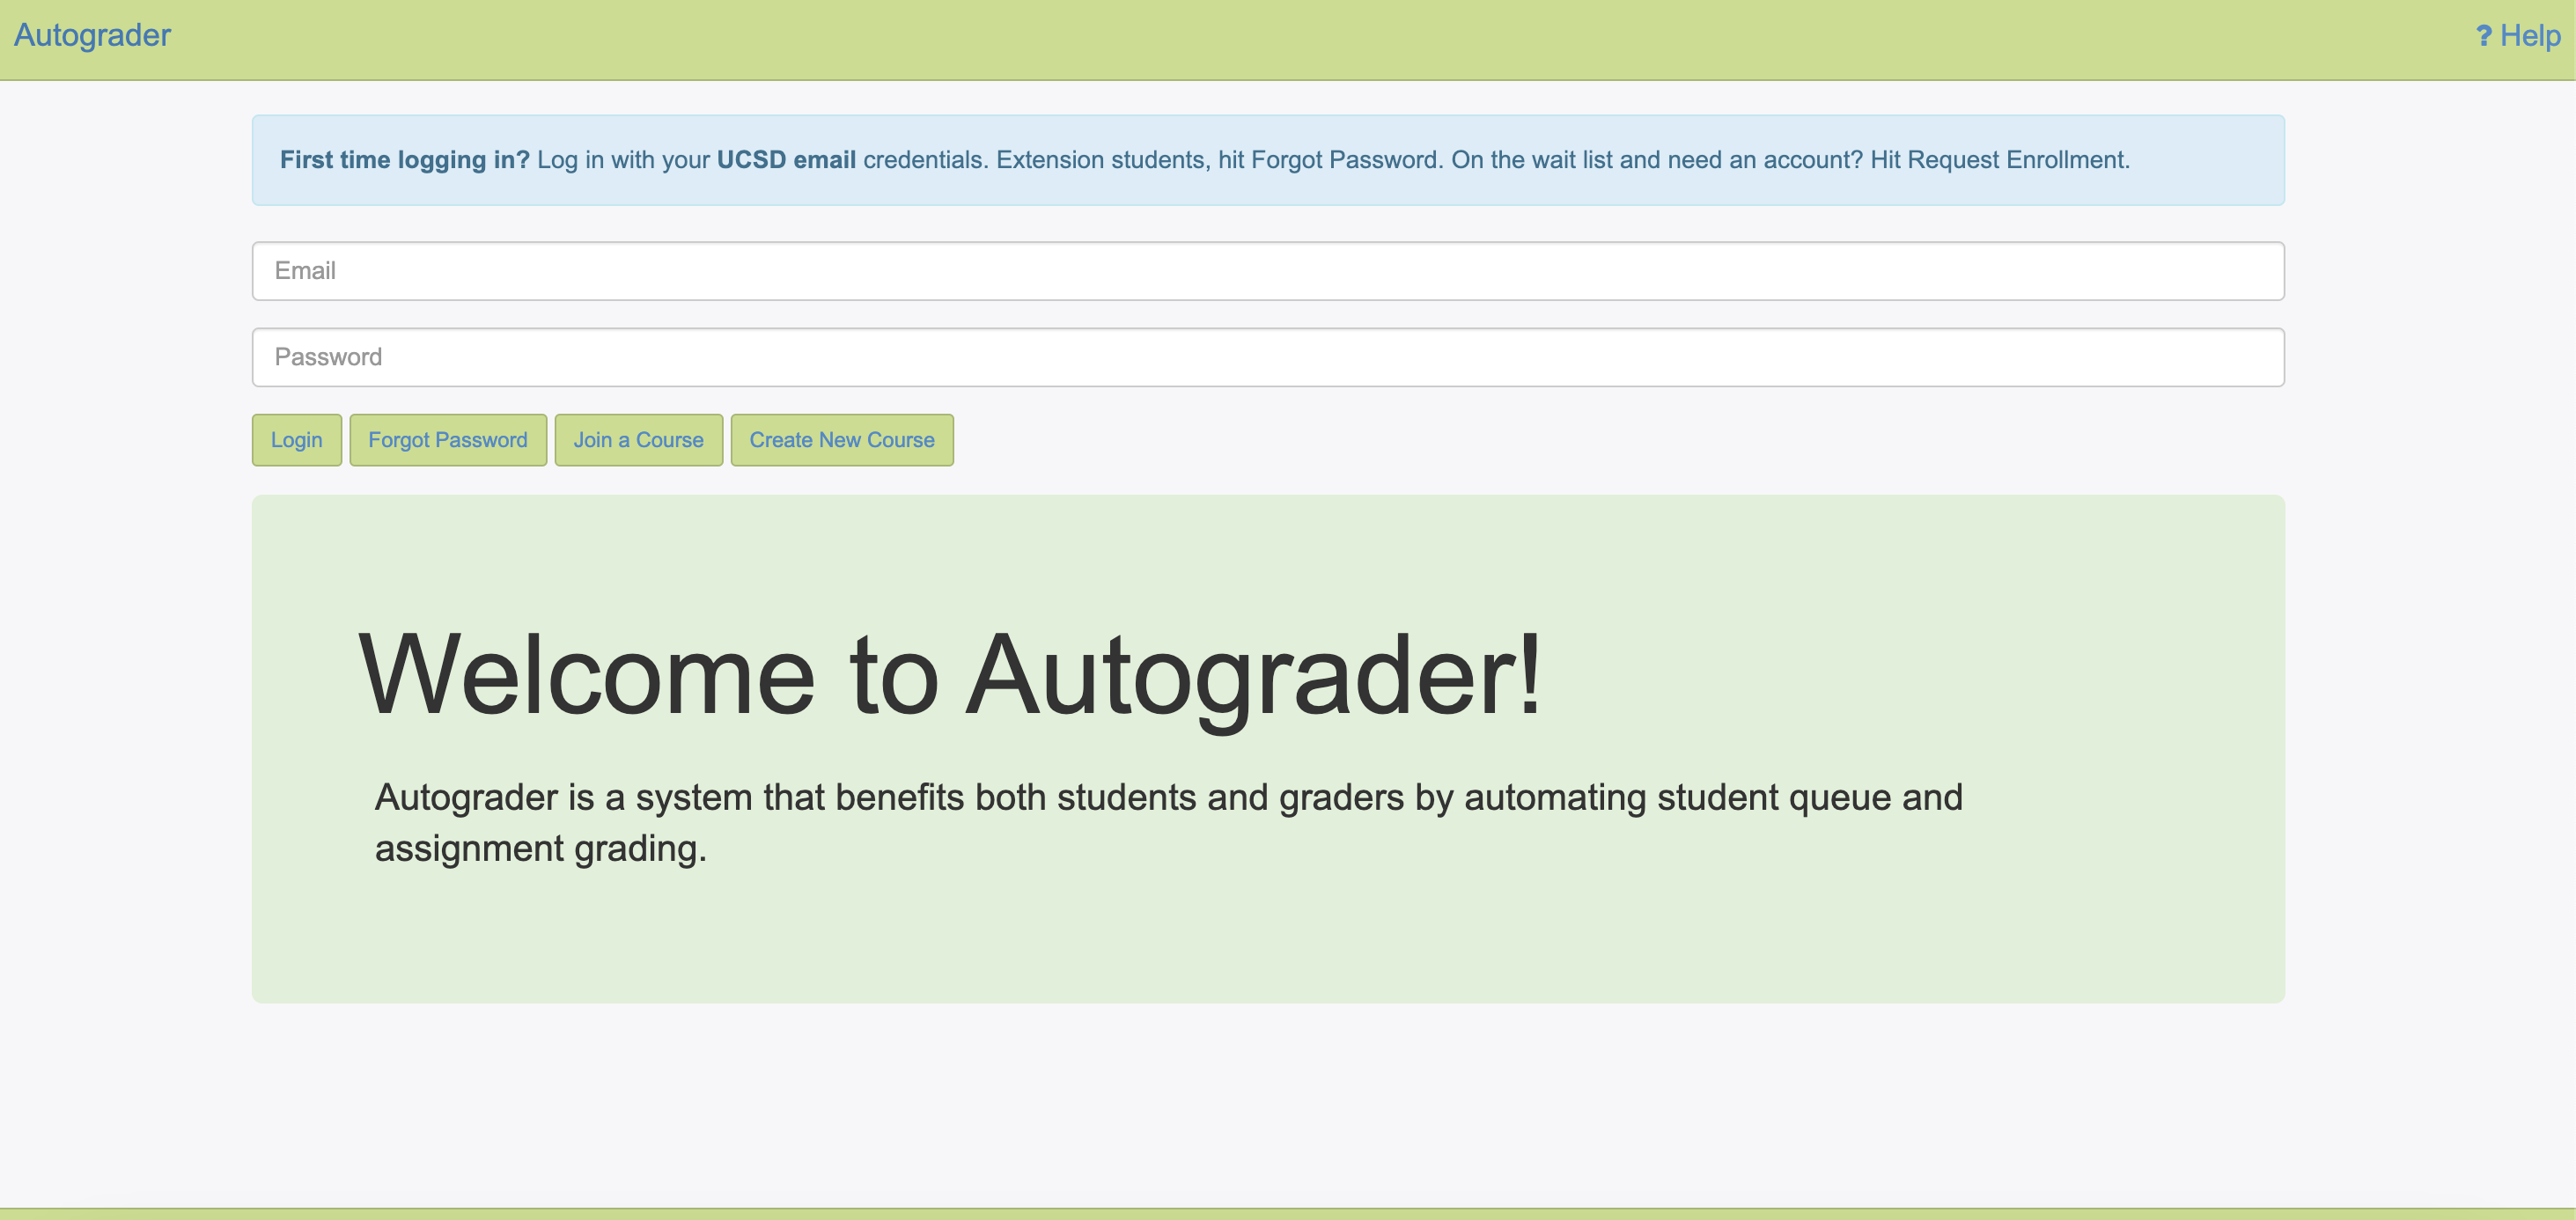 Autograder
? Help
First time logging in? Log in with your UCSD email credentials. Extension students, hit Forgot Password. On the wait list and need an account? Hit Request Enrollment.
Email
Password
Login Forgot Password Join a Course Create New Course
Welcome to Autograder!
Autograder is a system that benefits both students and graders by automating student queue and
assignment grading.